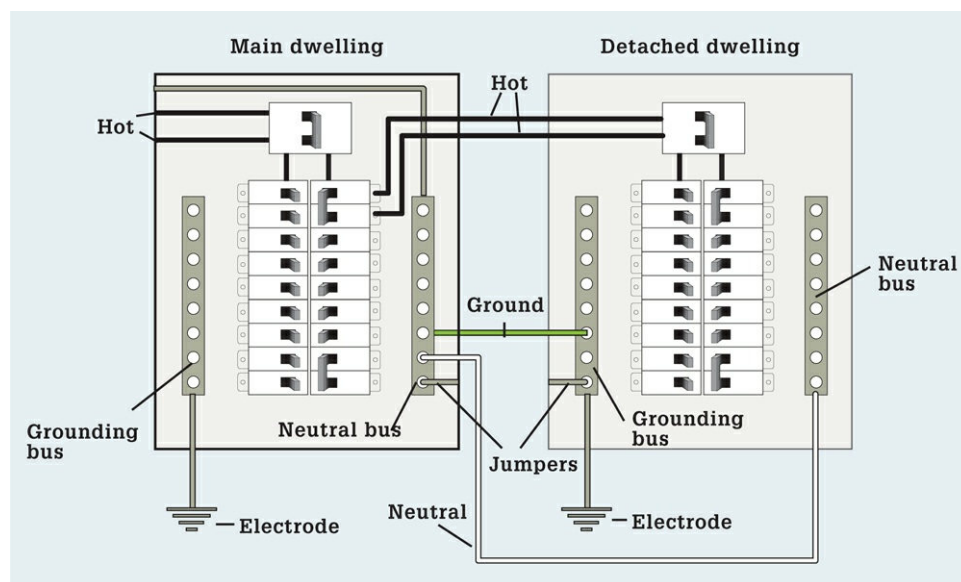 Main dwelling
Detached dwelling
Hot
Hot
Neutral
bus
Ground
Grounding
bus
Neutral bus
Grounding
bus
Jumpers
Neutral
Electrode
Electrode